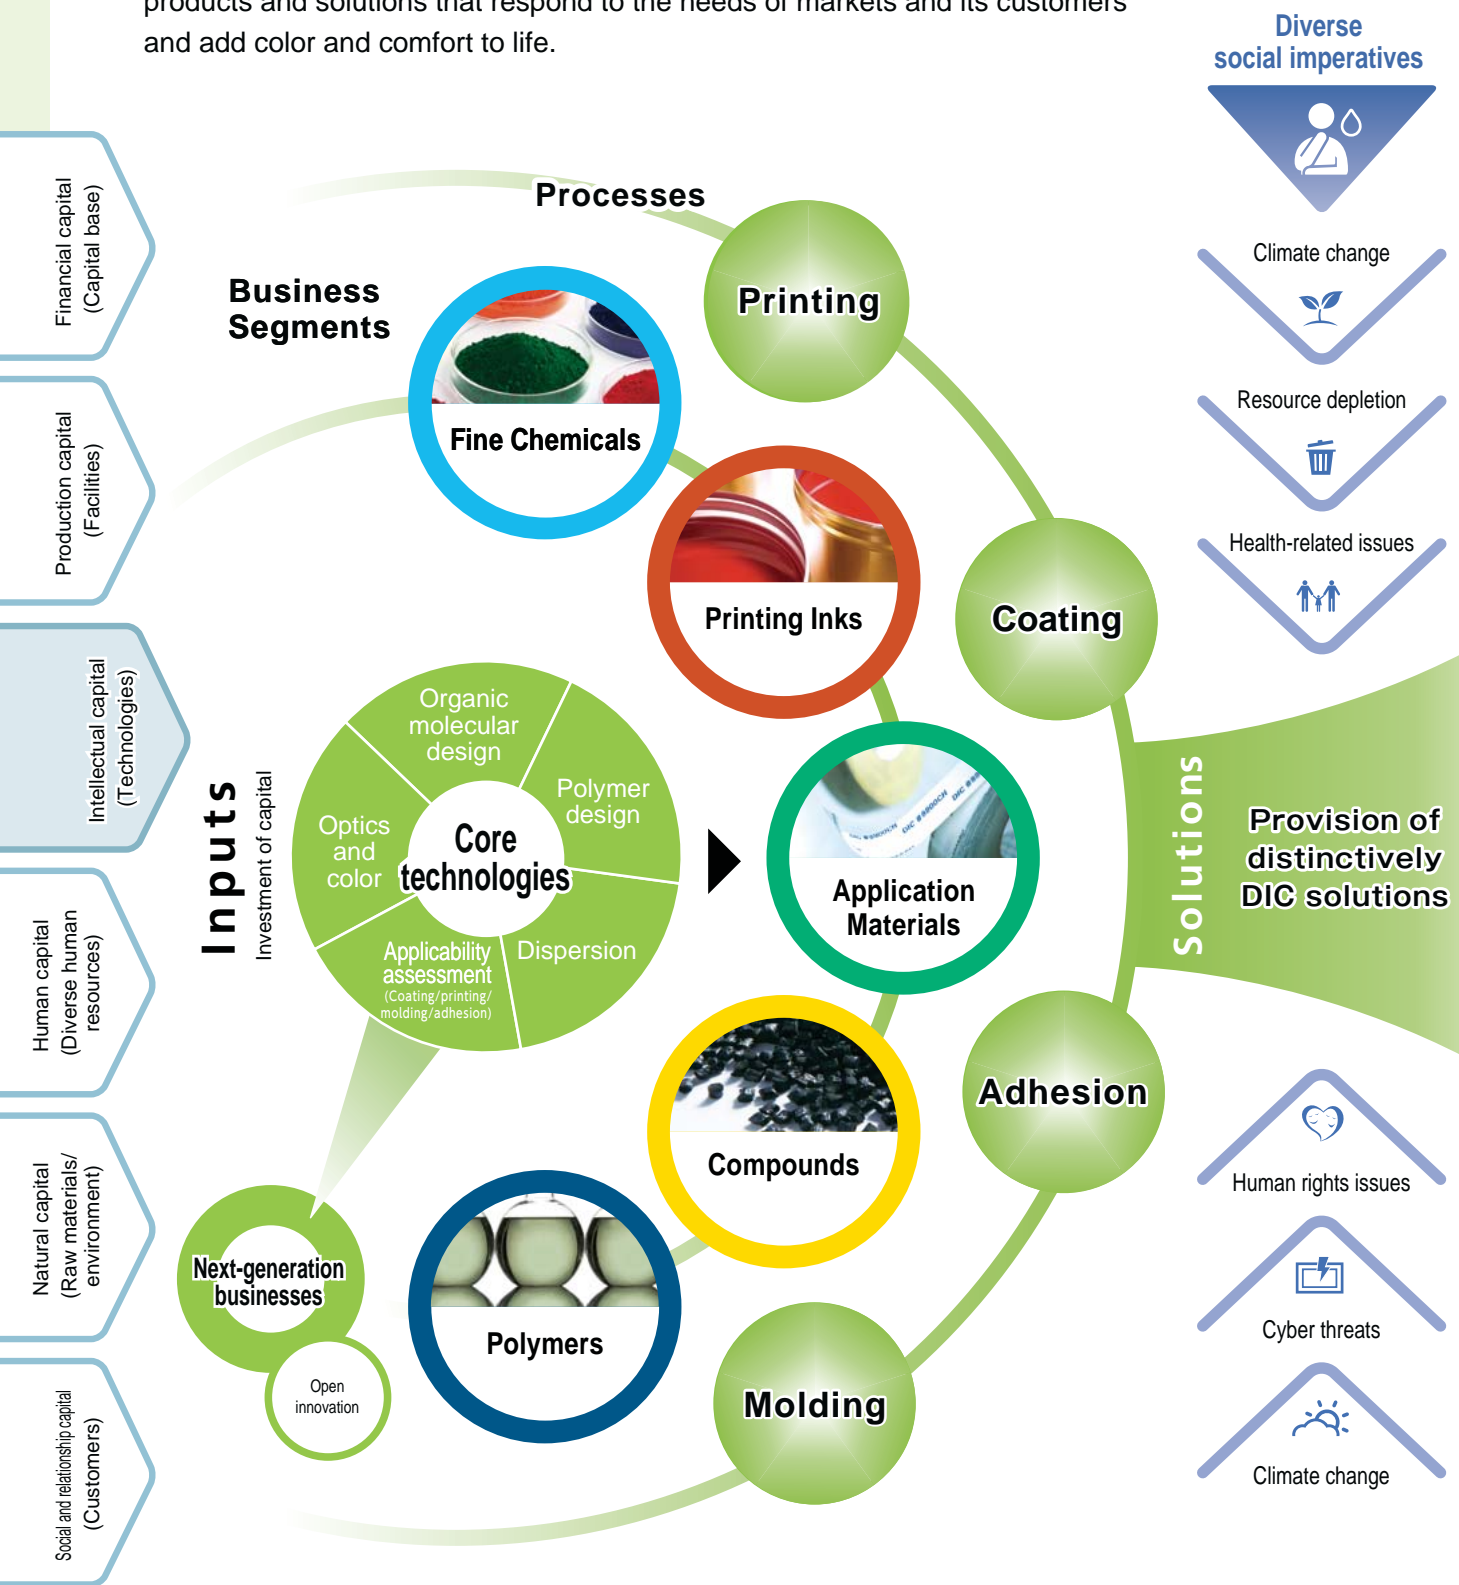 products and solutions that respond to the needs of markets and its customers
and add color and comfort to life.
Diverse
social imperatives
Financial capital
(Capital base)
Production capital
(Facilities)
Intellectual capital
(Technologies)
Human capital
(Diverse human
resources)
Natural capital
(Raw materials/
environment)
Social and relationship capital
(Customers)
Inputs
Investment of capital
Processes
Business
Segments
Printing
Fine Chemicals
Printing Inks
Coating
Organic
molecular
design
Polymer
design
Optics
and
color
Core
technologies
Applicability
assessment
(Coating/printing/
molding/adhesion)
Dispersion
DIC #8800CH
Application
Materials
Adhesion
Compounds
Next-generation
businesses
Open
innovation
Polymers
Molding
Climate change
Resource depletion
Health-related issues
Solutions
Provision of
distinctively
DIC solutions
Human rights issues
Cyber threats
Climate change